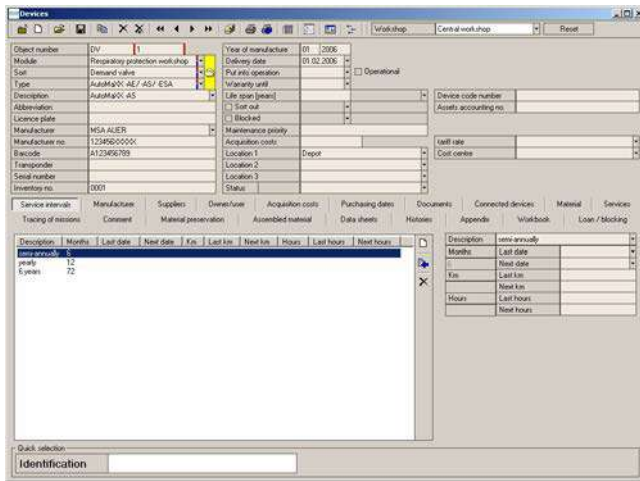 Devices
Workshop Central workshop Reset
Object number DV 1
Module Respiratory protection workshop
Sort Demand valve
Type AutoMaXX-AE/-AS/-ESA
Description AutoMaXX-AS
Abbreviation
Licence plate
Manufacturer MSA AUER
Manufacturer no. 123456XXXXX
Barcode A123456789
Transponder
Serial number
Inventory no. 0001
Year of manufacture 01 2006
Delivery date 01.02.2006
Put into operation Operational
Warranty until
Life span [years]
Sort out
Blocked
Maintenance priority
Acquisition costs
Location 1 Depot
Location 2
Location 3
Status
Device code number
Assets accounting no.
tariff rate
Cost centre
Service intervals Manufacturer Suppliers Owner/user Acquisition costs Purchasing dates Documents Connected devices Material Services
Tracing of missions Comment Material preservation Assembled material Data sheets Histories Appendix Workbook Loan / blocking
Description Months Last date Next date Km Last km Next km Hours Last hours Next hours
semi-annually 6
yearly 12
6 years 72
Description semi-annually
Months Last date
6 Next date
Km Last km
Next km
Hours Last hours
Next hours
Quick selection
Identification